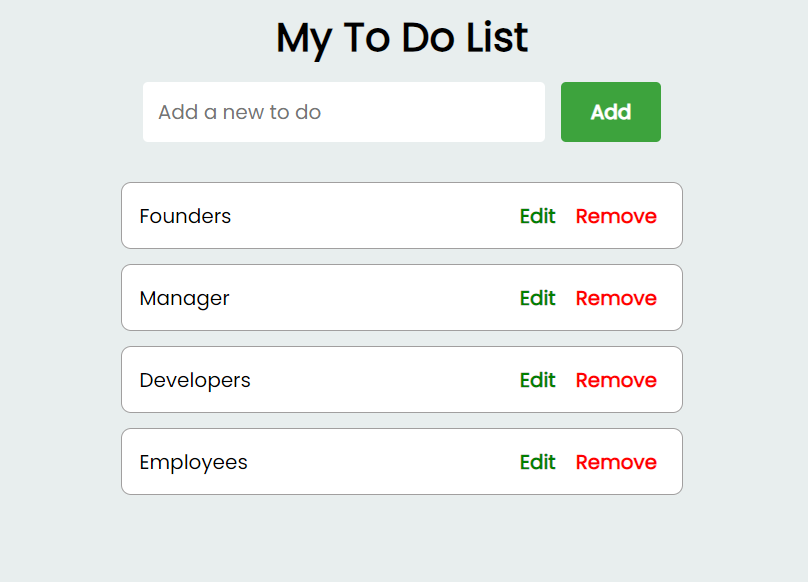 My To Do List
Add a new to do Add
Founders Edit Remove
Manager Edit Remove
Developers Edit Remove
Employees Edit Remove